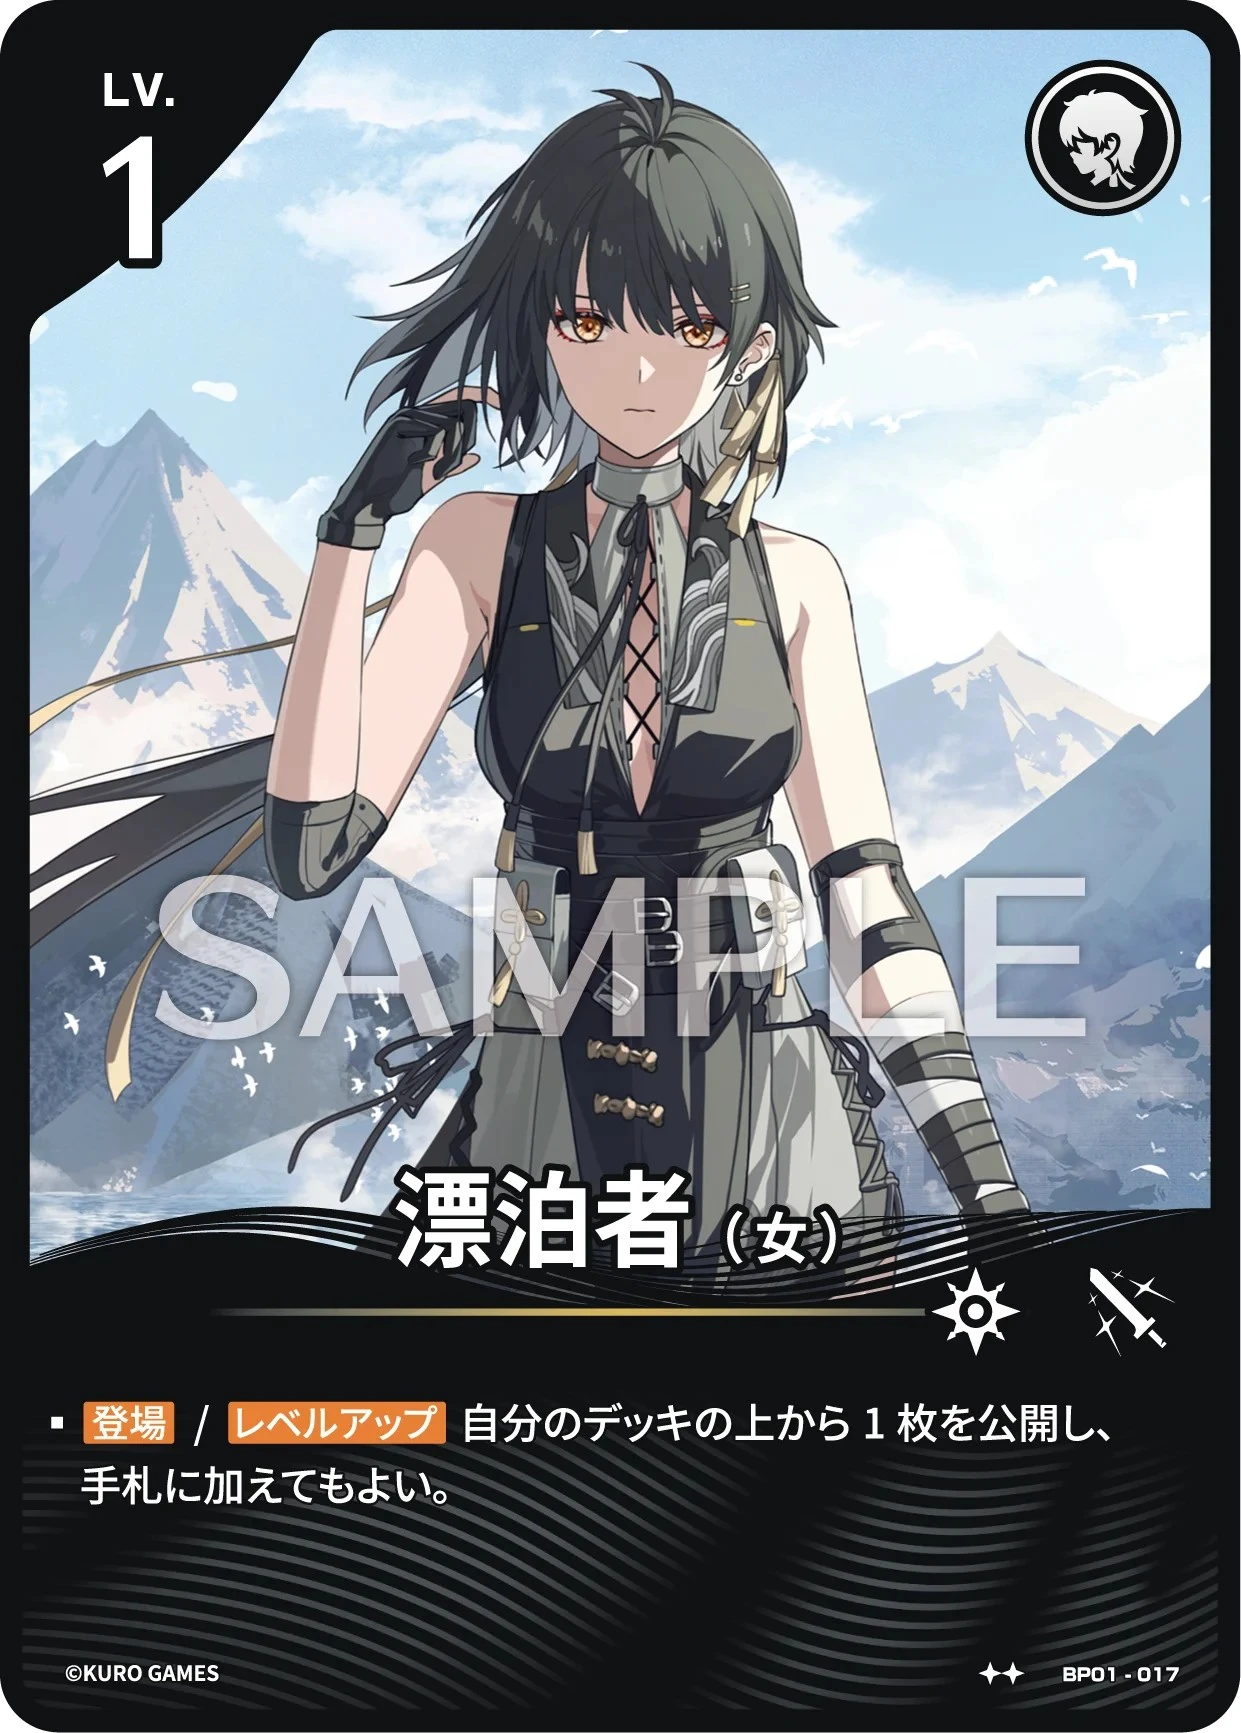 LV.
1
SAMPLE
漂泊者（女）
▪ 登場 / レベルアップ 自分のデッキの上から 1 枚を公開し、
手札に加えてもよい。
©KURO GAMES
BP01 - 017